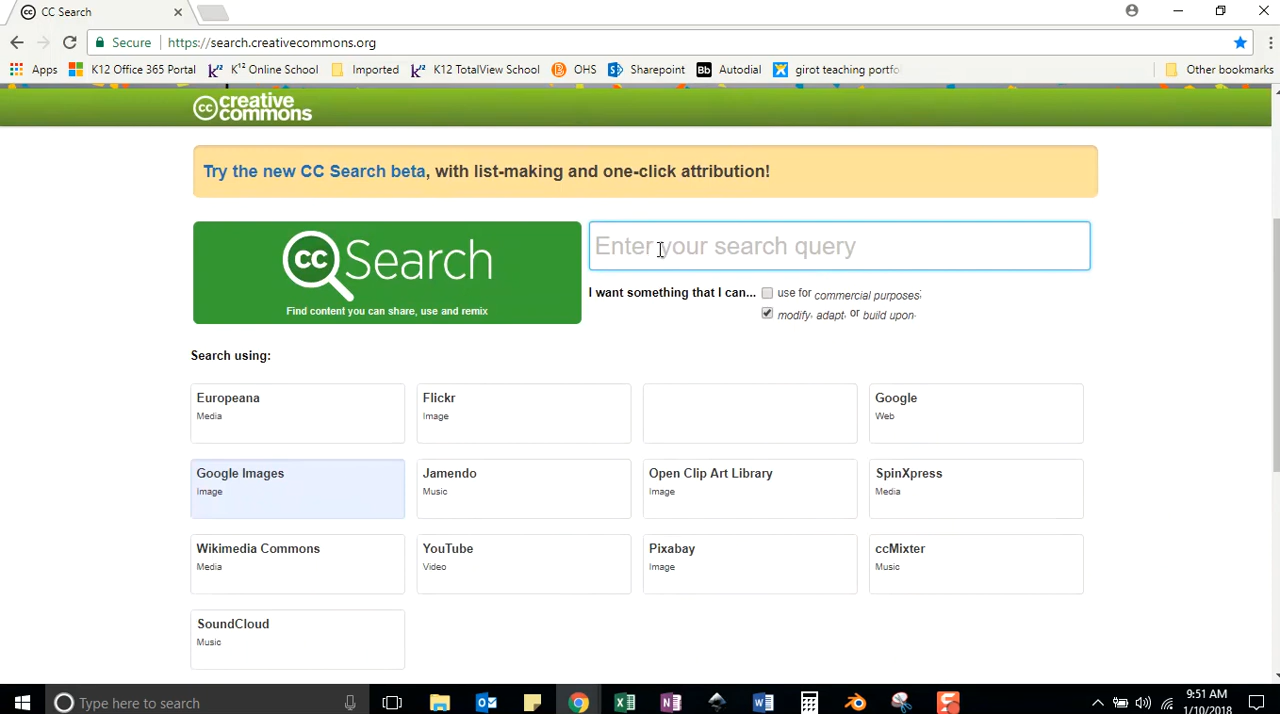 CC Search
Secure | https://search.creativecommons.org
Apps K12 Office 365 Portal K¹² Online School Imported K12 TotalView School OHS Sharepoint Bb Autodial girot teaching portfo Other bookmarks
cc creative commons
Try the new CC Search beta, with list-making and one-click attribution!
cc Search
Find content you can share, use and remix
Enter your search query
I want something that I can... use for commercial purposes;
modify, adapt, or build upon.
Search using:
Europeana
Media
Flickr
Image
Google
Web
Google Images
Image
Jamendo
Music
Open Clip Art Library
Image
SpinXpress
Media
Wikimedia Commons
Media
YouTube
Video
Pixabay
Image
ccMixter
Music
SoundCloud
Music
Type here to search
9:51 AM
1/10/2018